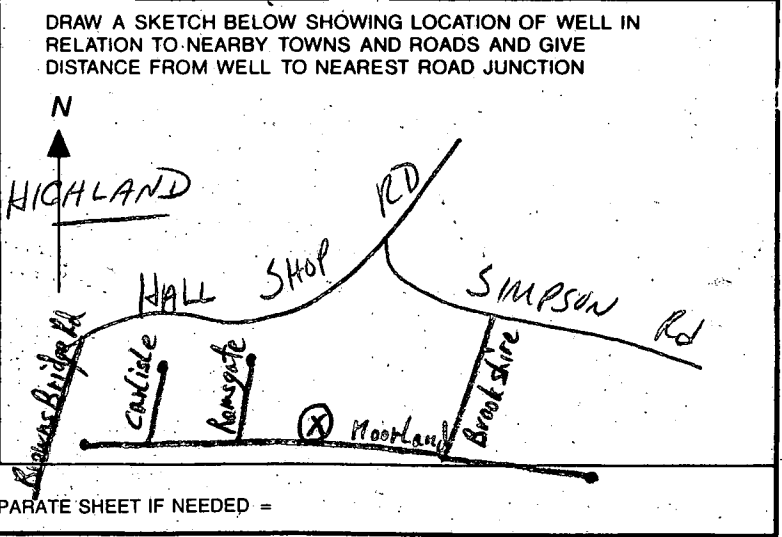 DRAW A SKETCH BELOW SHOWING LOCATION OF WELL IN
RELATION TO NEARBY TOWNS AND ROADS AND GIVE
DISTANCE FROM WELL TO NEAREST ROAD JUNCTION
N
HIGHLAND
HALL SHOP RD
SIMPSON Rd
Browns Bridge Rd
Carlisle
Ramsgate
Brookshire
X
Moorland
PARATE SHEET IF NEEDED =